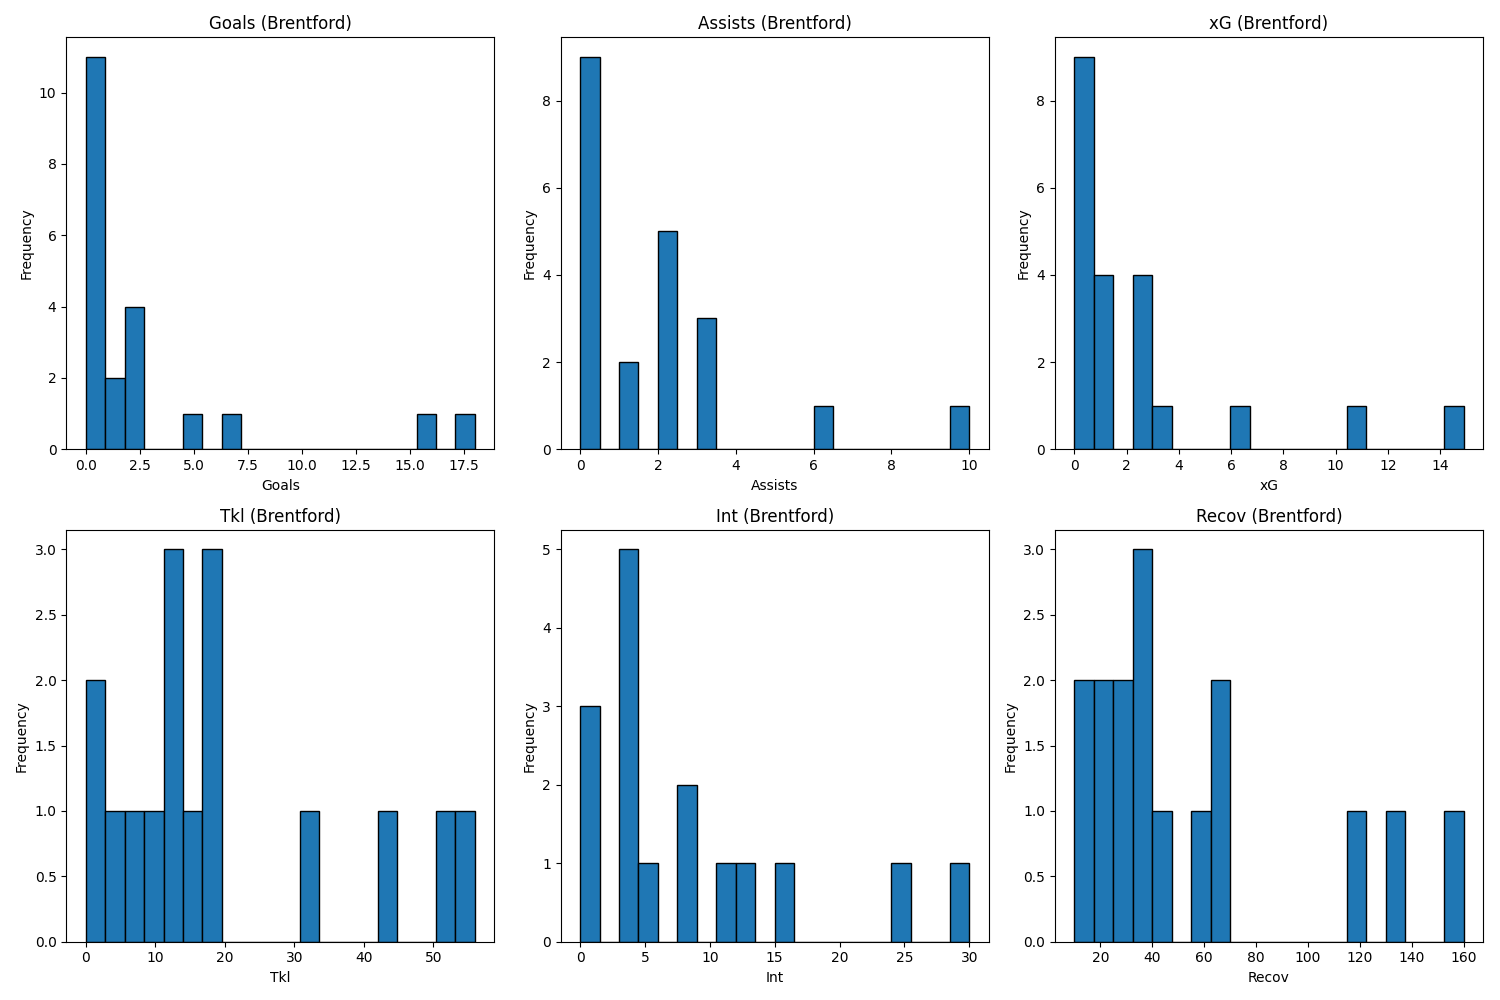 Goals (Brentford)
Frequency
10
8
6
4
2
0
0.0 2.5 5.0 7.5 10.0 12.5 15.0 17.5
Goals
Assists (Brentford)
Frequency
8
6
4
2
0
0 2 4 6 8 10
Assists
xG (Brentford)
Frequency
8
6
4
2
0
0 2 4 6 8 10 12 14
xG
Tkl (Brentford)
Frequency
3.0
2.5
2.0
1.5
1.0
0.5
0.0
0 10 20 30 40 50
Tkl
Int (Brentford)
Frequency
5
4
3
2
1
0
0 5 10 15 20 25 30
Int
Recov (Brentford)
Frequency
3.0
2.5
2.0
1.5
1.0
0.5
0.0
20 40 60 80 100 120 140 160
Recov